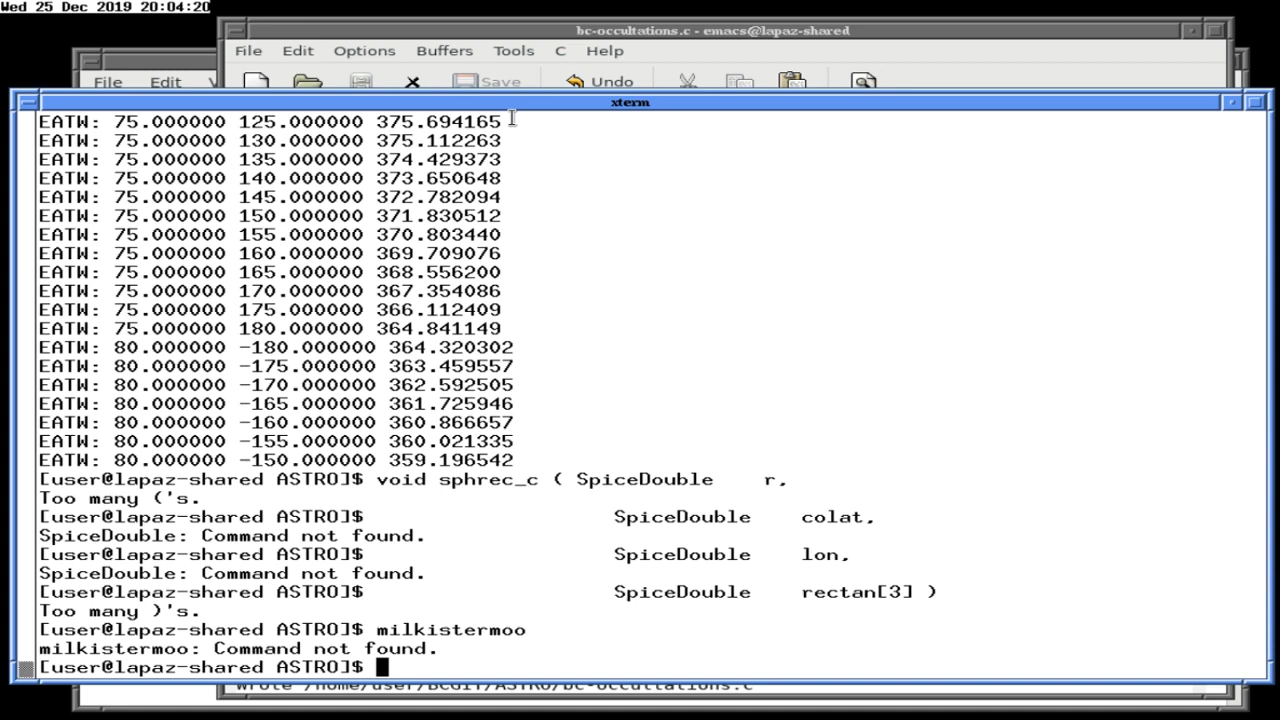 Wed 25 Dec 2019 20:04:20
bc-occultations.c - emacs@lapaz-shared
File Edit Options Buffers Tools C Help
File Edit
Save Undo
xterm
EATW: 75.000000 125.000000 375.694165
EATW: 75.000000 130.000000 375.112263
EATW: 75.000000 135.000000 374.429373
EATW: 75.000000 140.000000 373.650648
EATW: 75.000000 145.000000 372.782094
EATW: 75.000000 150.000000 371.830512
EATW: 75.000000 155.000000 370.803440
EATW: 75.000000 160.000000 369.709076
EATW: 75.000000 165.000000 368.556200
EATW: 75.000000 170.000000 367.354086
EATW: 75.000000 175.000000 366.112409
EATW: 75.000000 180.000000 364.841149
EATW: 80.000000 -180.000000 364.320302
EATW: 80.000000 -175.000000 363.459557
EATW: 80.000000 -170.000000 362.592505
EATW: 80.000000 -165.000000 361.725946
EATW: 80.000000 -160.000000 360.866657
EATW: 80.000000 -155.000000 360.021335
EATW: 80.000000 -150.000000 359.196542
[user@lapaz-shared ASTRO]$ void sphrec_c ( SpiceDouble    r,
Too many ('s.
[user@lapaz-shared ASTRO]$                    SpiceDouble    colat,
SpiceDouble: Command not found.
[user@lapaz-shared ASTRO]$                    SpiceDouble    lon,
SpiceDouble: Command not found.
[user@lapaz-shared ASTRO]$                    SpiceDouble    rectan[3] )
Too many )'s.
[user@lapaz-shared ASTRO]$ milkistermoo
milkistermoo: Command not found.
[user@lapaz-shared ASTRO]$
Wrote /home/user/BCGIT/ASTRO/bc-occultations.c